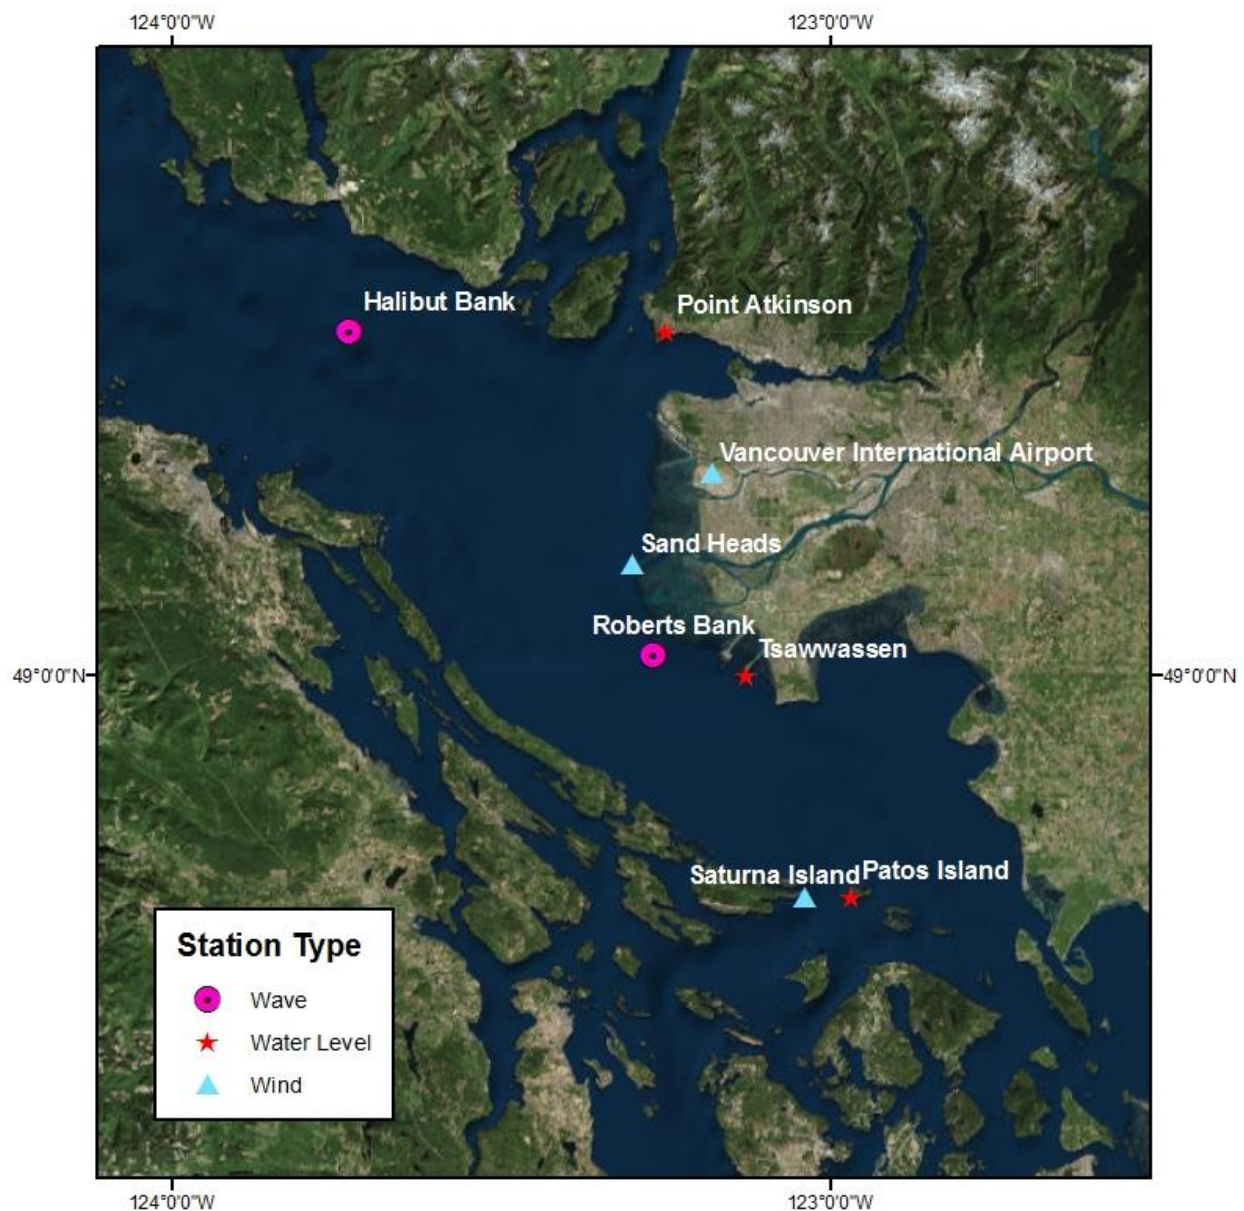 124°0'0"W
123°0'0"W
Halibut Bank
Point Atkinson
Vancouver International Airport
Sand Heads
Roberts Bank
Tsawwassen
49°0'0"N
49°0'0"N
Saturna Island
Patos Island
Station Type
Wave
Water Level
Wind
124°0'0"W
123°0'0"W